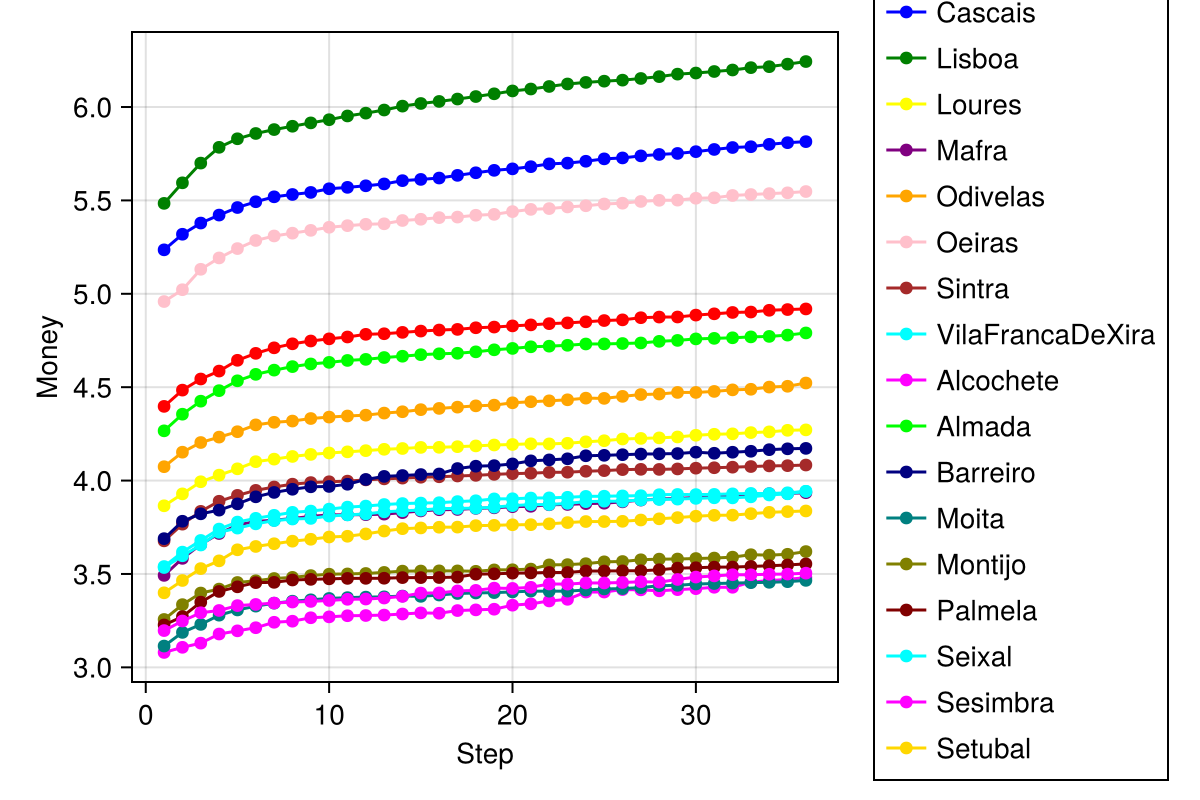 6.0
5.5
5.0
4.5
4.0
3.5
3.0
Money
0
10
20
30
Step
Cascais
Lisboa
Loures
Mafra
Odivelas
Oeiras
Sintra
VilaFrancaDeXira
Alcochete
Almada
Barreiro
Moita
Montijo
Palmela
Seixal
Sesimbra
Setubal